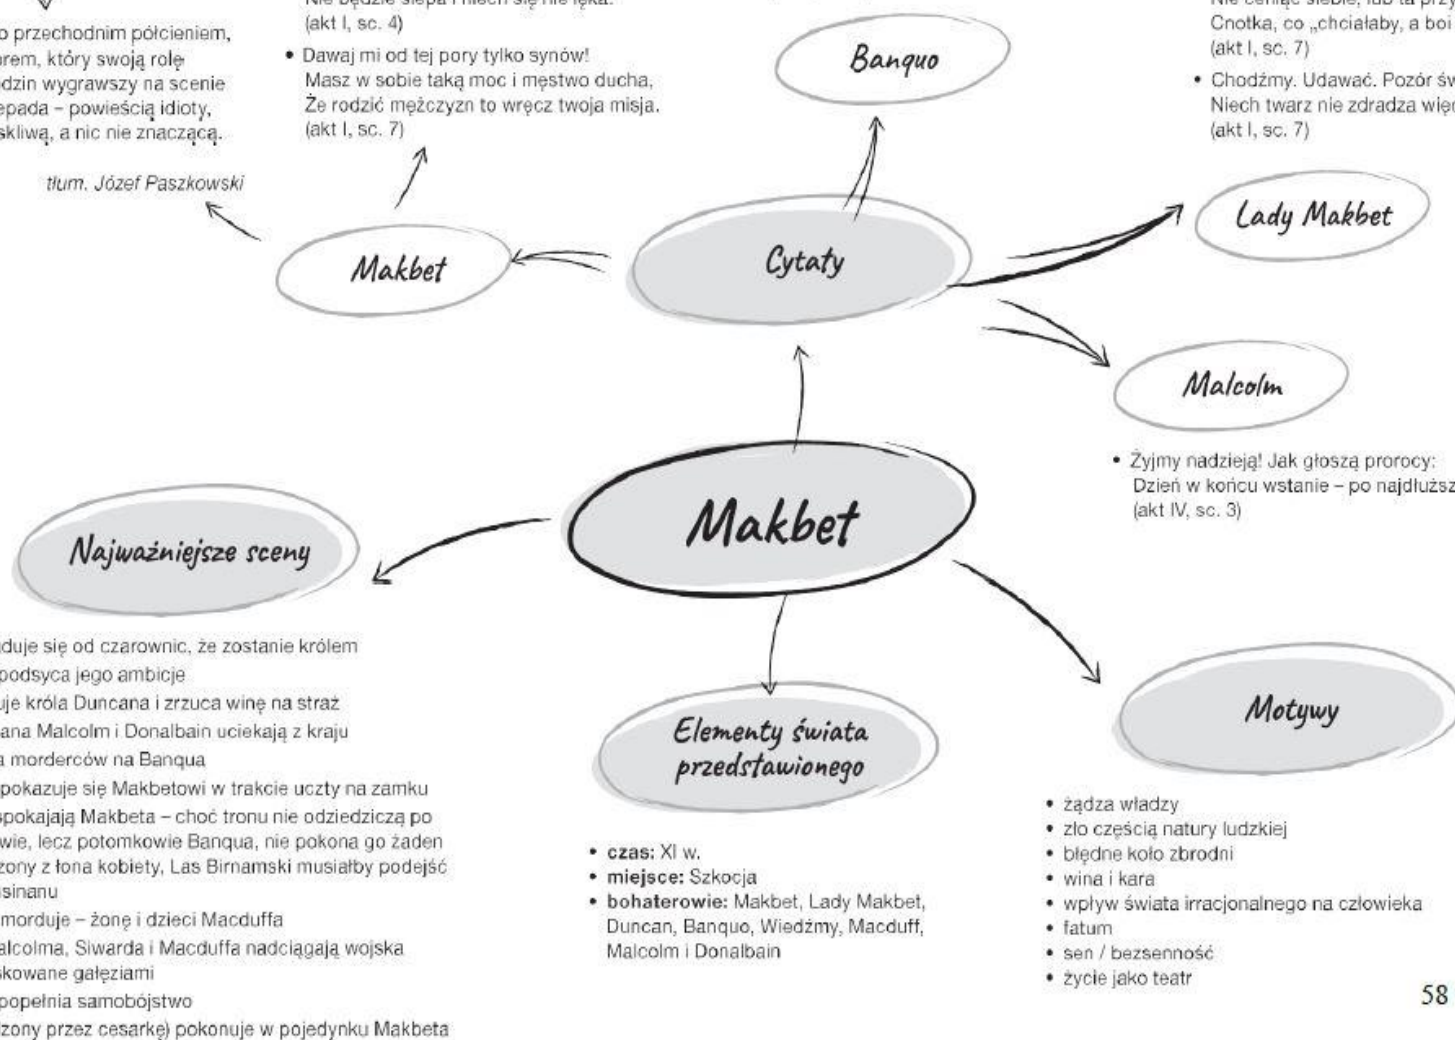 o przechodnim półcieniem,
orem, który swoją rolę
dzin wygrawszy na scenie
epada – powieścią idioty,
skliwą, a nic nie znaczącą.
tłum. Józef Paszkowski
Nie będzie ślepa i niech się nie lęka.
(akt I, sc. 4)
• Dawaj mi od tej pory tylko synów!
Masz w sobie taką moc i męstwo ducha,
Że rodzić mężczyzn to wręcz twoja misja.
(akt I, sc. 7)
Makbet
Banquo
Cytaty
Cnotka, co „chciałaby, a boi
(akt I, sc. 7)
• Chodźmy. Udawać. Pozór św
Niech twarz nie zdradza więc
(akt I, sc. 7)
Lady Makbet
Malcolm
• Żyjmy nadzieją! Jak głoszą prorocy:
Dzień w końcu wstanie – po najdłuższ
(akt IV, sc. 3)
Makbet
Najważniejsze sceny
duje się od czarownic, że zostanie królem
podsyca jego ambicje
uje króla Duncana i zrzuca winę na straż
ana Malcolm i Donalbain uciekają z kraju
a morderców na Banqua
pokazuje się Makbetowi w trakcie uczty na zamku
spokajają Makbeta – choć tronu nie odziedziczą po
wie, lecz potomkowie Banqua, nie pokona go żaden
zony z łona kobiety, Las Birnamski musiałby podejść
sinanu
morduje – żonę i dzieci Macduffa
alcolma, Siwarda i Macduffa nadciągają wojska
skowane gałęziami
popełnia samobójstwo
zony przez cesarkę) pokonuje w pojedynku Makbeta
Elementy świata
przedstawionego
• czas: XI w.
• miejsce: Szkocja
• bohaterowie: Makbet, Lady Makbet,
Duncan, Banquo, Wiedźmy, Macduff,
Malcolm i Donalbain
Motywy
• żądza władzy
• zło częścią natury ludzkiej
• błędne koło zbrodni
• wina i kara
• wpływ świata irracjonalnego na człowieka
• fatum
• sen / bezsenność
• życie jako teatr
58